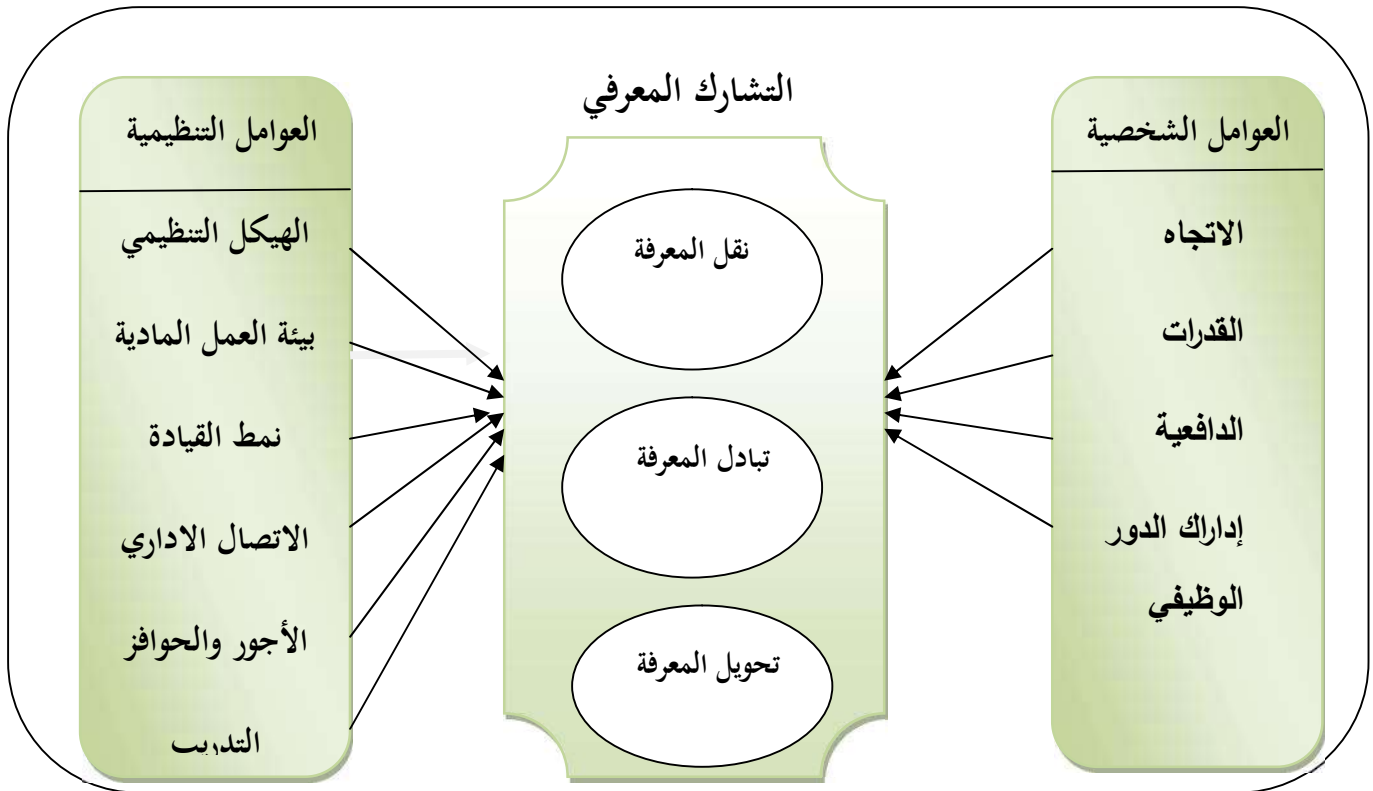 العوامل الشخصية
الاتجاه
القدرات
الدافعية
إداراك الدور
الوظيفي
التشارك المعرفي
نقل المعرفة
تبادل المعرفة
تحويل المعرفة
العوامل التنظيمية
الهيكل التنظيمي
بيئة العمل المادية
نمط القيادة
الاتصال الاداري
الأجور والحوافز
التدريب